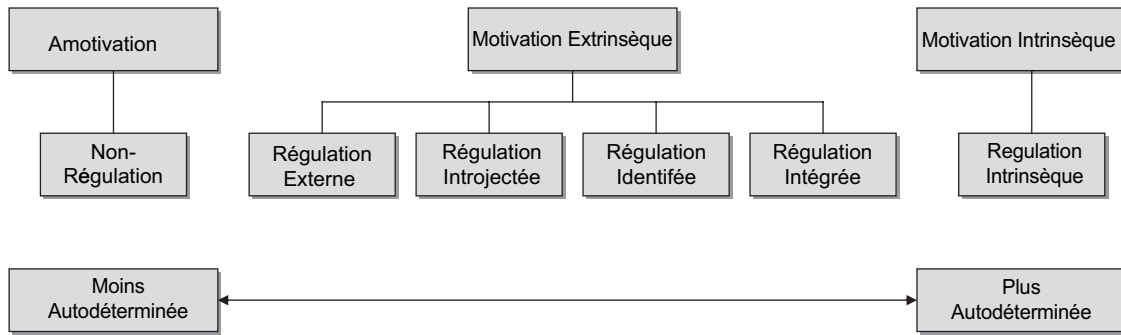 Amotivation
Motivation Extrinsèque
Motivation Intrinsèque
Non-
Régulation
Régulation
Externe
Régulation
Introjectée
Régulation
Identifée
Régulation
Intégrée
Regulation
Intrinsèque
Moins
Autodéterminée
Plus
Autodéterminée